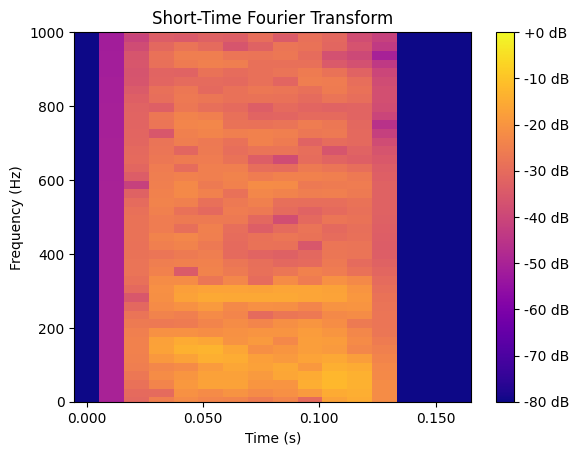 Short-Time Fourier Transform
1000
800
600
400
200
0
Frequency (Hz)
0.000
0.050
0.100
0.150
Time (s)
+0 dB
-10 dB
-20 dB
-30 dB
-40 dB
-50 dB
-60 dB
-70 dB
-80 dB